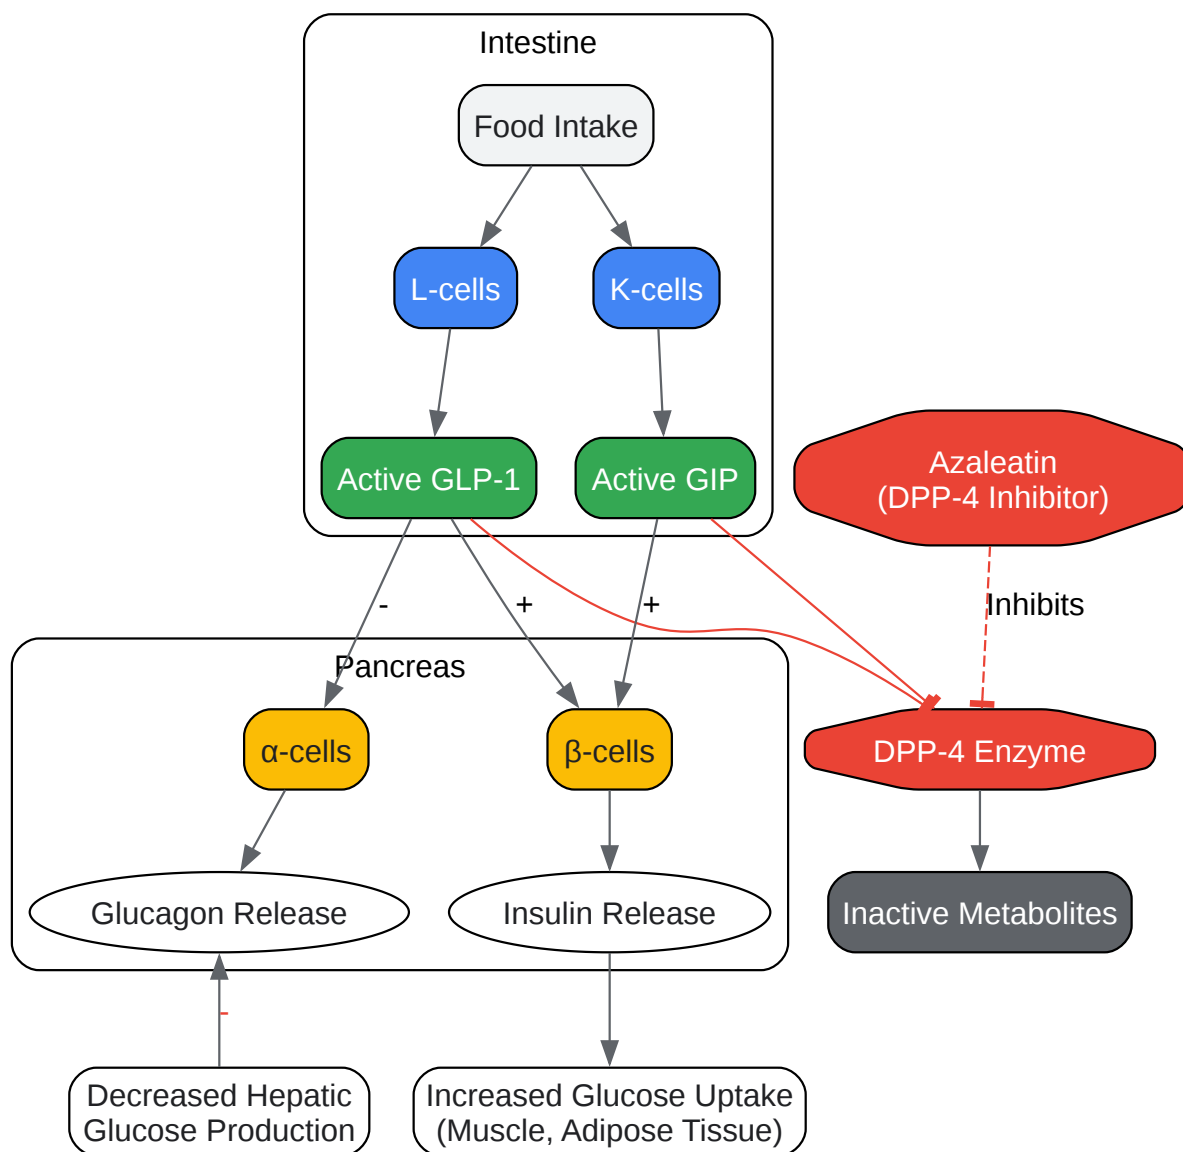 Intestine
Food Intake
L-cells
K-cells
Active GLP-1
Active GIP
Azaleatin
(DPP-4 Inhibitor)
-
+
+
Inhibits
Pancreas
α-cells
β-cells
DPP-4 Enzyme
Glucagon Release
Insulin Release
Inactive Metabolites
-
Decreased Hepatic
Glucose Production
Increased Glucose Uptake
(Muscle, Adipose Tissue)